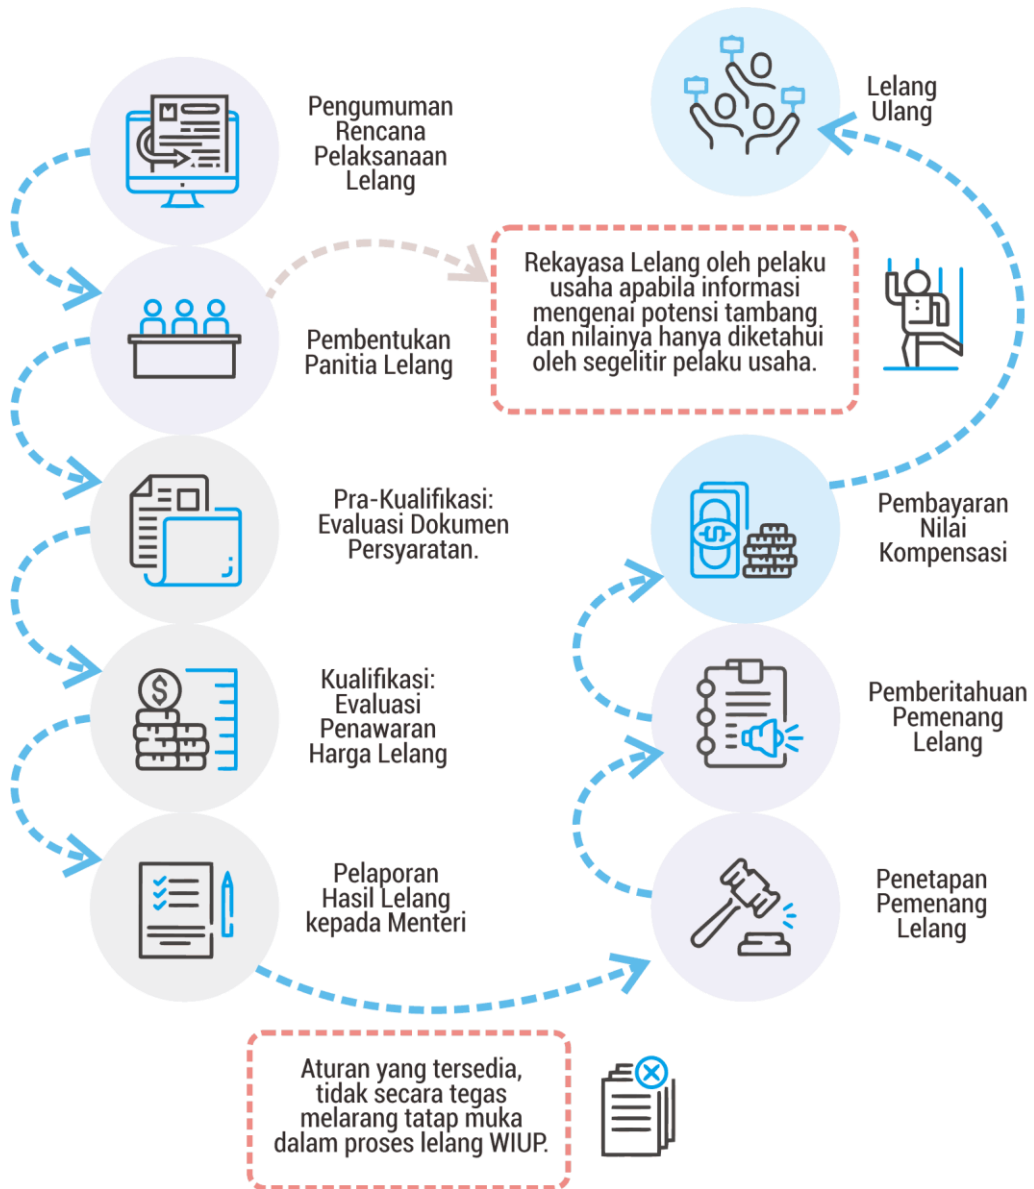 Pengumuman
Rencana
Pelaksanaan
Lelang
Pembentukan
Panitia Lelang
Rekayasa Lelang oleh pelaku
usaha apabila informasi
mengenai potensi tambang
dan nilainya hanya diketahui
oleh segelitir pelaku usaha.
Pra-Kualifikasi:
Evaluasi Dokumen
Persyaratan.
Kualifikasi:
Evaluasi
Penawaran
Harga Lelang
Pelaporan
Hasil Lelang
kepada Menteri
Aturan yang tersedia,
tidak secara tegas
melarang tatap muka
dalam proses lelang WIUP.
Penetapan
Pemenang
Lelang
Pemberitahuan
Pemenang
Lelang
Pembayaran
Nilai
Kompensasi
Lelang
Ulang